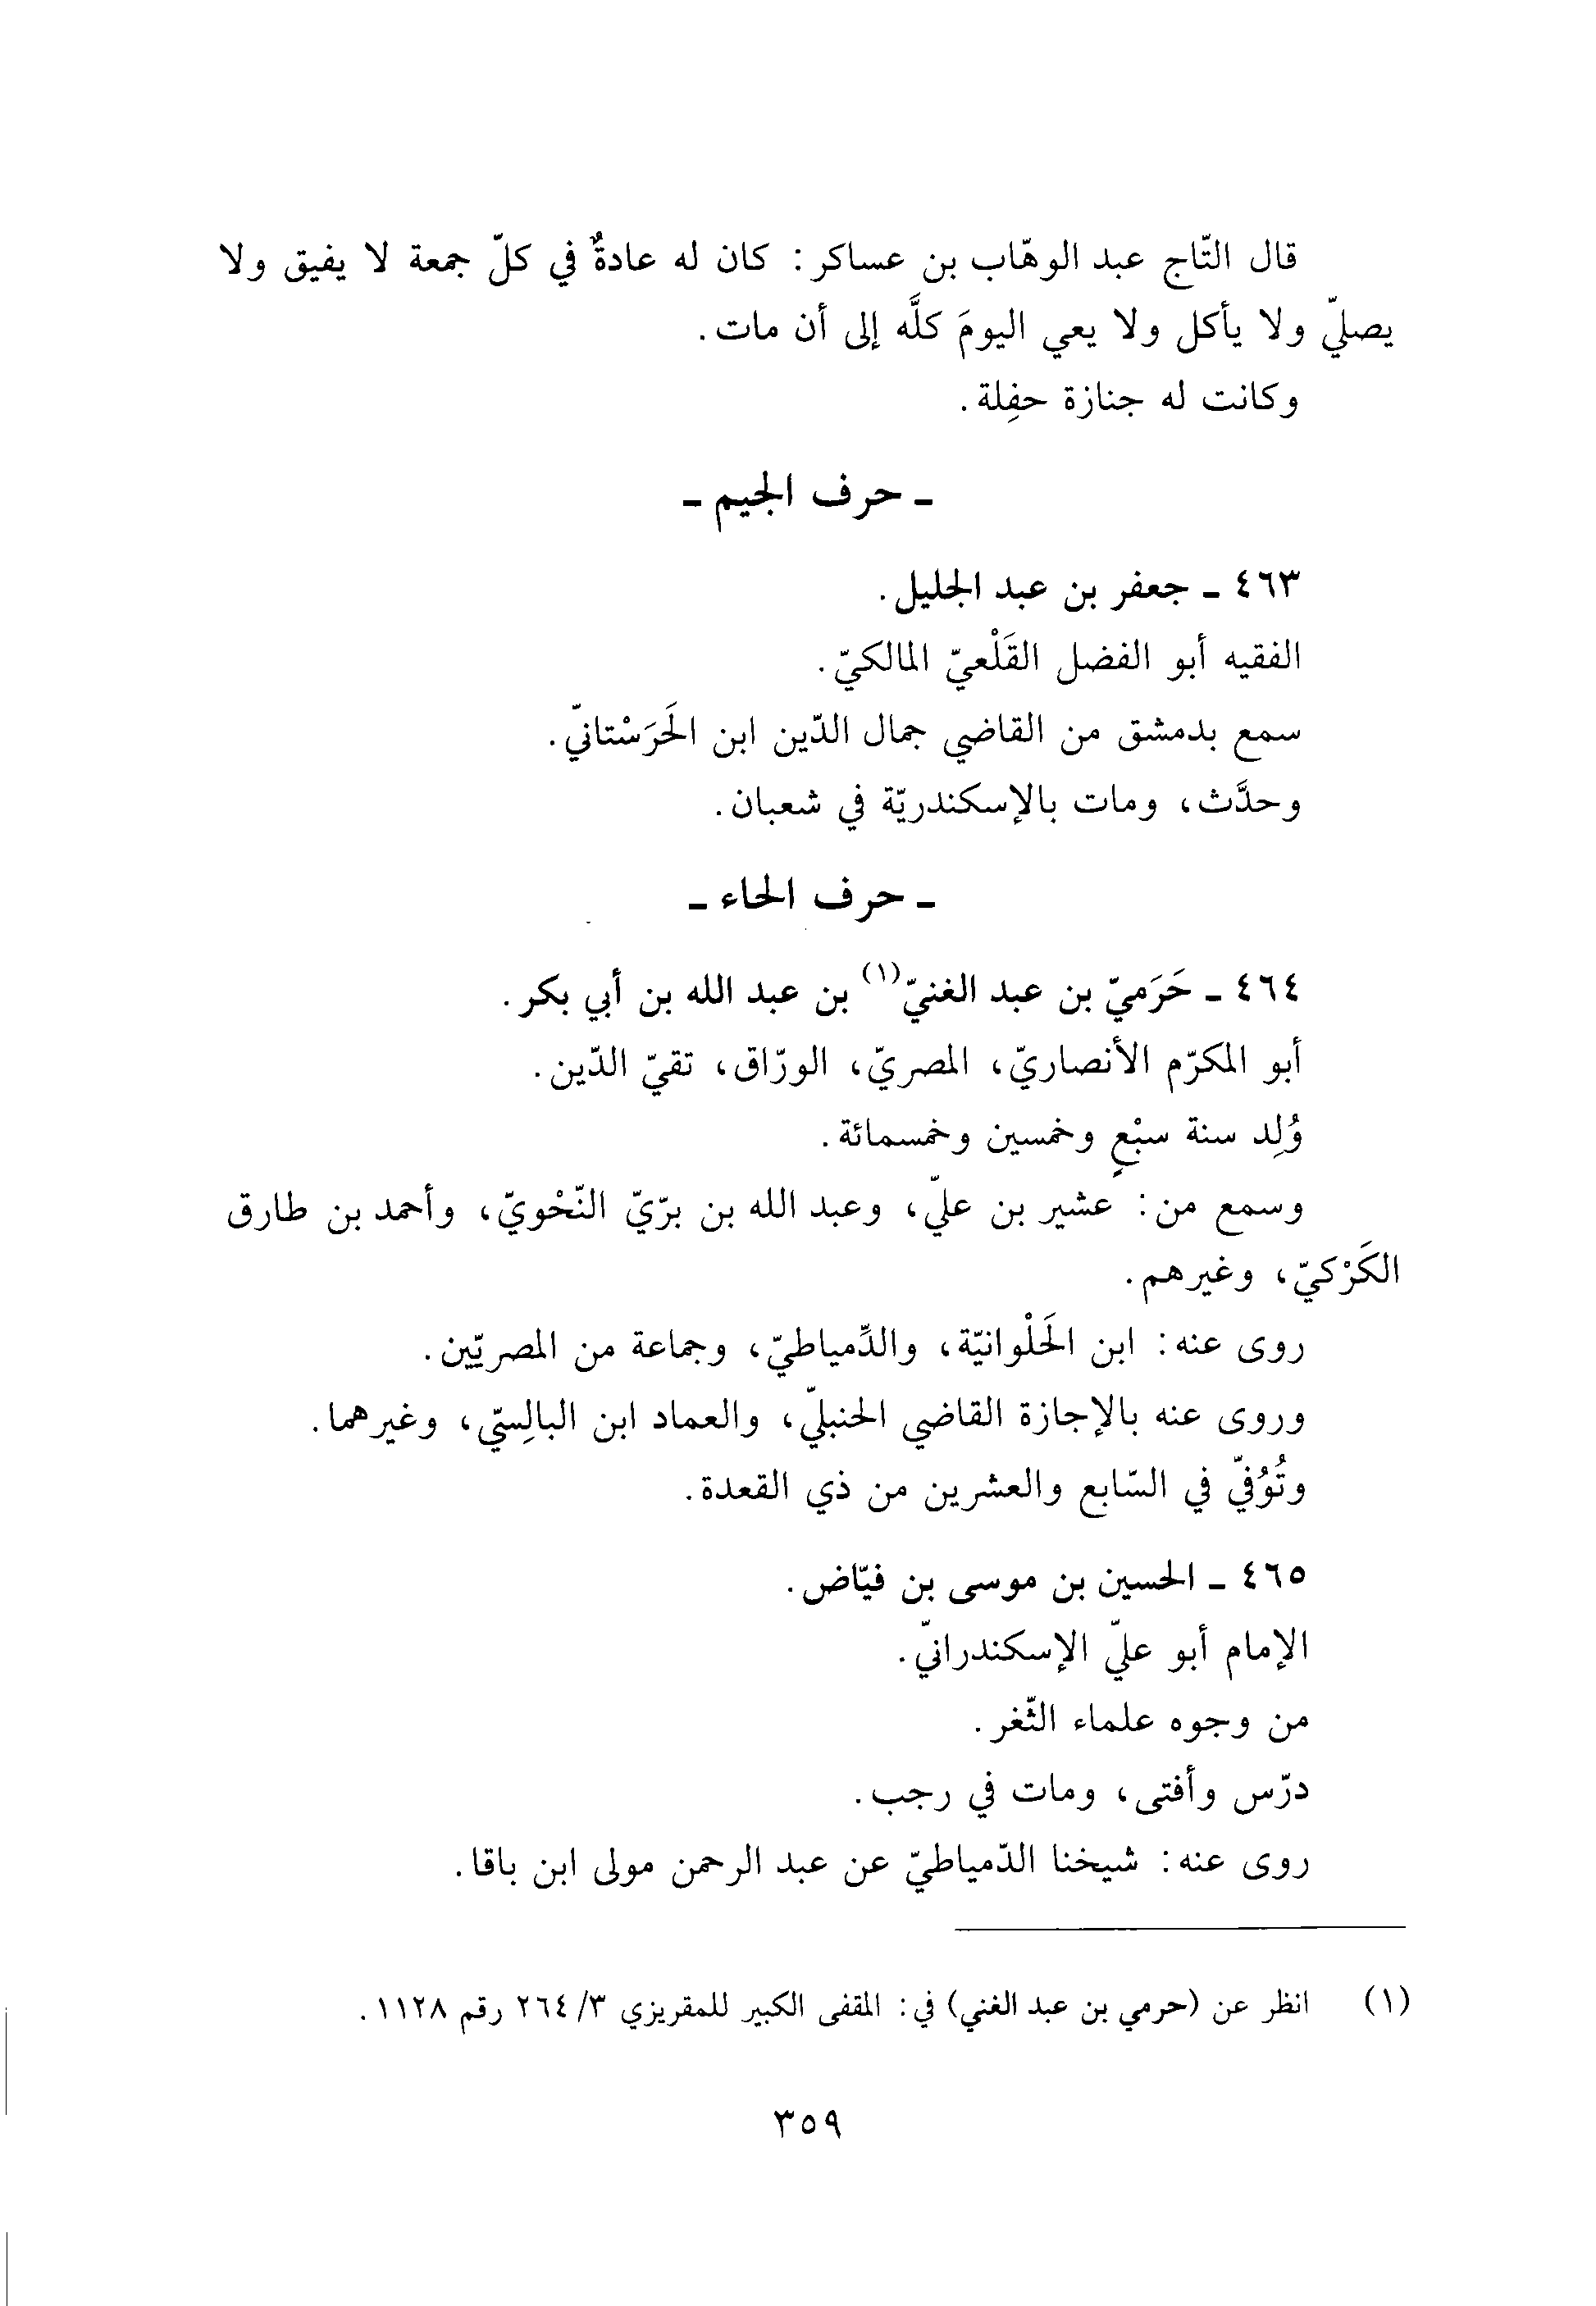 قال التّاج عبد الوهّاب بن عساكر: كان له عادةٌ في كلّ جمعة لا يفيق ولا
يصلّي ولا يأكل ولا يعي اليومَ كلَّه إلى أن مات.
وكانت له جنازة حفِلة.
ـ حرف الجيم ـ
٤٦٣ ـ جعفر بن عبد الجليل.
الفقيه أبو الفضل القَلْعيّ المالكيّ.
سمع بدمشق من القاضي جمال الدّين ابن الحَرَسْتانيّ.
وحدَّث، ومات بالإسكندريّة في شعبان.
ـ حرف الحاء ـ
٤٦٤ ـ حَرَميّ بن عبد الغنيّ(١) بن عبد الله بن أبي بكر.
أبو المكرّم الأنصاريّ، المصريّ، الورّاق، تقيّ الدّين.
وُلِد سنة سبْعٍ وخمسين وخمسمائة.
وسمع من: عشير بن عليّ، وعبد الله بن برّيّ النّحْويّ، وأحمد بن طارق
الكَرْكيّ، وغيرهم.
روى عنه: ابن الحَلْوانيّة، والدِّمياطيّ، وجماعة من المصريّين.
وروى عنه بالإجازة القاضي الحنبليّ، والعماد ابن البالِسيّ، وغيرهما.
وتُوُفّي في السّابع والعشرين من ذي القعدة.
٤٦٥ ـ الحسين بن موسى بن فيّاض.
الإمام أبو عليّ الإسكندرانيّ.
من وجوه علماء الثّغر.
درّس وأفتى، ومات في رجب.
روى عنه: شيخنا الدّمياطيّ عن عبد الرحمن مولى ابن باقا.
(١) انظر عن (حرمي بن عبد الغني) في: المقفى الكبير للمقريزي ٣/ ٢٦٤ رقم ١١٢٨.
٣٥٩